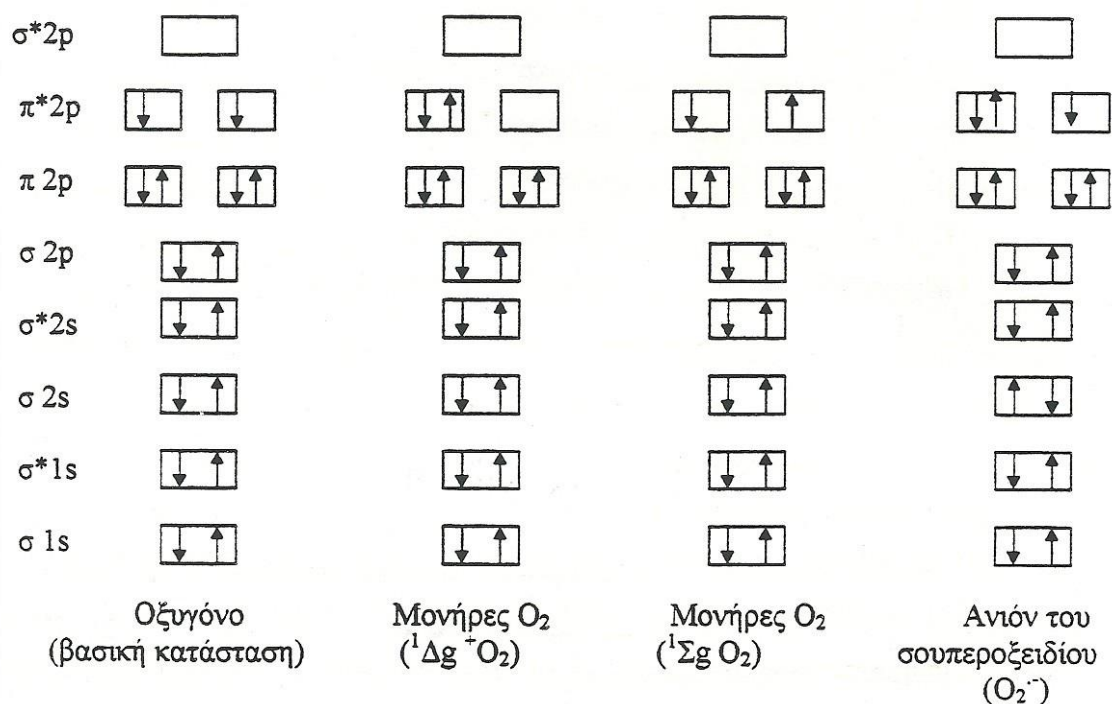 σ*2p
π*2p
π 2p
σ 2p
σ*2s
σ 2s
σ*1s
σ 1s
Οξυγόνο
(βασική κατάσταση)
Μονήρες O₂
(¹Δg ⁺O₂)
Μονήρες O₂
(¹Σg O₂)
Ανιόν του
σουπεροξειδίου
(O₂·⁻)